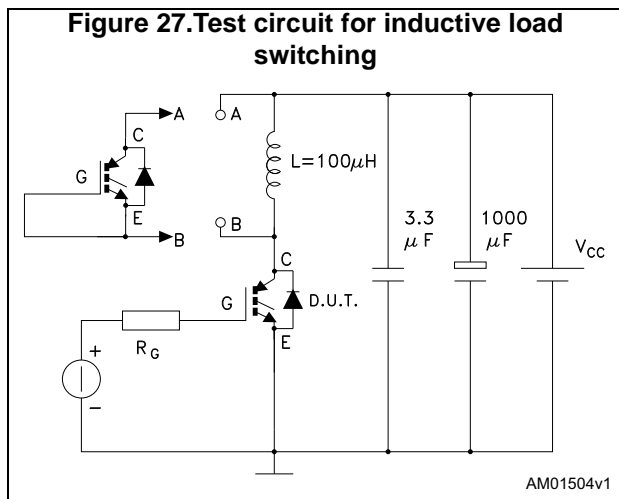 Figure 27.Test circuit for inductive load
switching
A
A
C
G
L=100μH
E
B
B
3.3
μF
1000
μF
VCC
C
G
D.U.T.
E
RG
+
-
AM01504v1